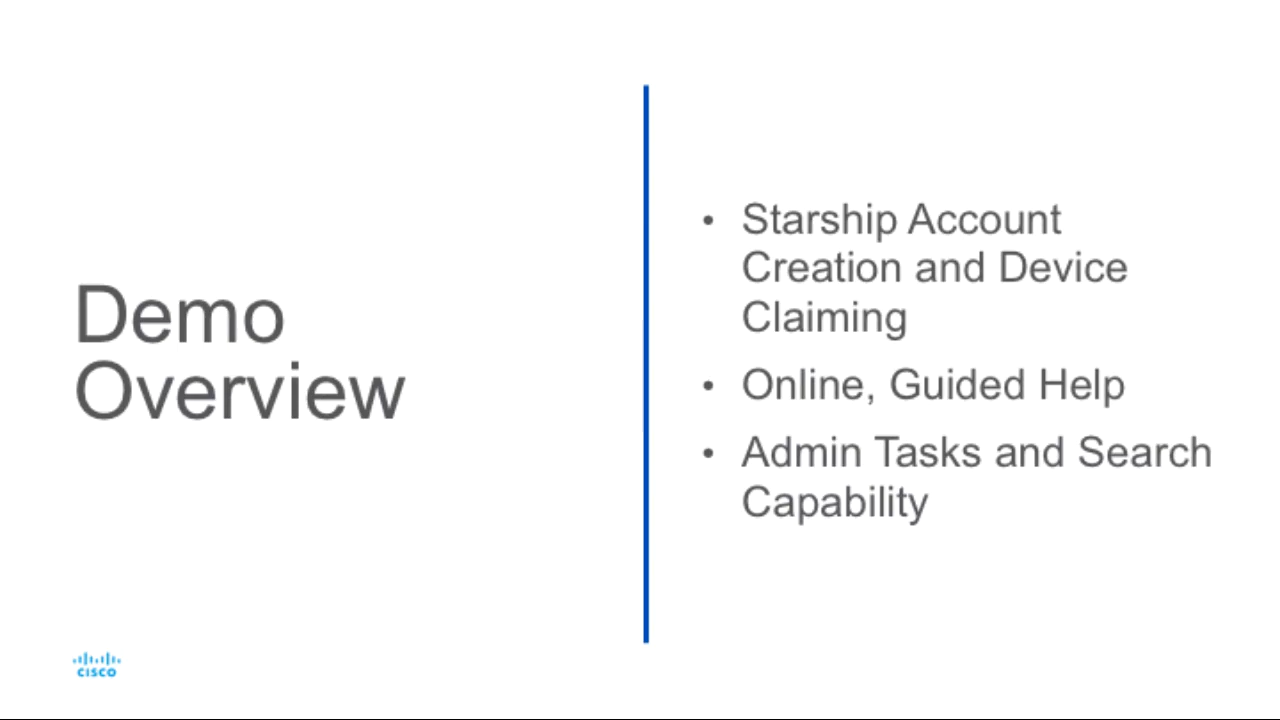 Demo
Overview
• Starship Account
Creation and Device
Claiming
• Online, Guided Help
• Admin Tasks and Search
Capability
CISCO